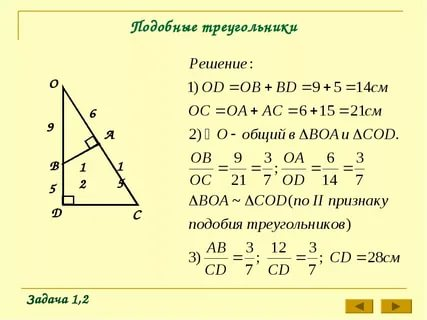 Подобные треугольники
О
6
9
А
В
1
2
1
5
5
D
С
Решение:
1) OD = OB + BD = 9 + 5 = 14см
OC = OA + AC = 6 + 15 = 21см
2) O - общий в ΔBOA и ΔCOD.
OB/OC = 9/21 = 3/7; OA/OD = 6/14 = 3/7
ΔBOA ~ ΔCOD(по II признаку
подобия треугольников)
3) AB/CD = 3/7; 12/CD = 3/7; CD = 28см
Задача 1,2